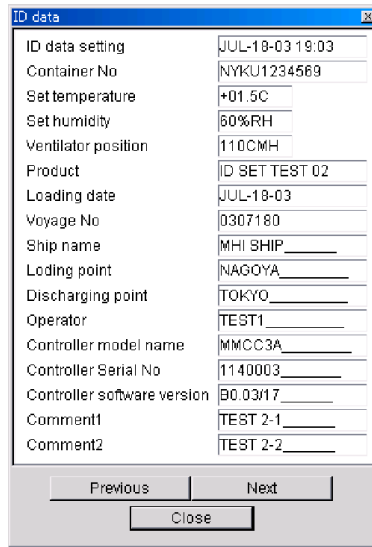 ID data
ID data setting JUL-18-03 19:03
Container No NYKU1234569
Set temperature +01.5C
Set humidity 60%RH
Ventilator position 110CMH
Product ID SET TEST 02
Loading date JUL-18-03
Voyage No 0307180
Ship name MHI SHIP______
Loding point NAGOYA________
Discharging point TOKYO_________
Operator TEST1_________
Controller model name MMCC3A________
Controller Serial No 1140003_______
Controller software version B0.03/17______
Comment1 TEST 2-1______
Comment2 TEST 2-2______
Previous Next
Close